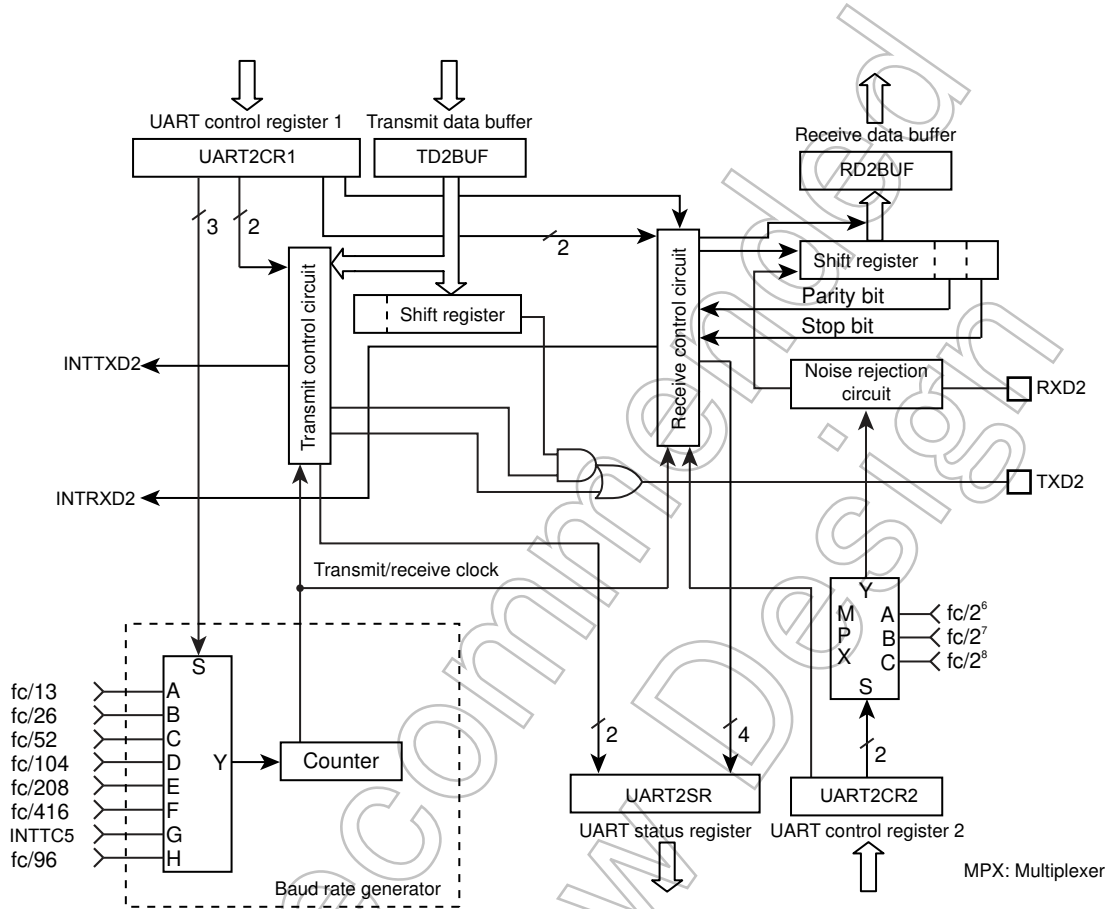 UART control register 1
Transmit data buffer
Receive data buffer
UART2CR1
TD2BUF
RD2BUF
3
2
2
Shift register
Shift register
Parity bit
Stop bit
Transmit control circuit
Receive control circuit
INTTXD2
Noise rejection
circuit
RXD2
INTRXD2
TXD2
Transmit/receive clock
Y
M
P
X
A
B
C
S
fc/2⁶
fc/2⁷
fc/2⁸
S
fc/13
fc/26
fc/52
fc/104
fc/208
fc/416
INTTC5
fc/96
A
B
C
D
E
F
G
H
Y
Counter
2
4
2
UART2SR
UART2CR2
UART status register
UART control register 2
Baud rate generator
MPX: Multiplexer
ecommended
w Design